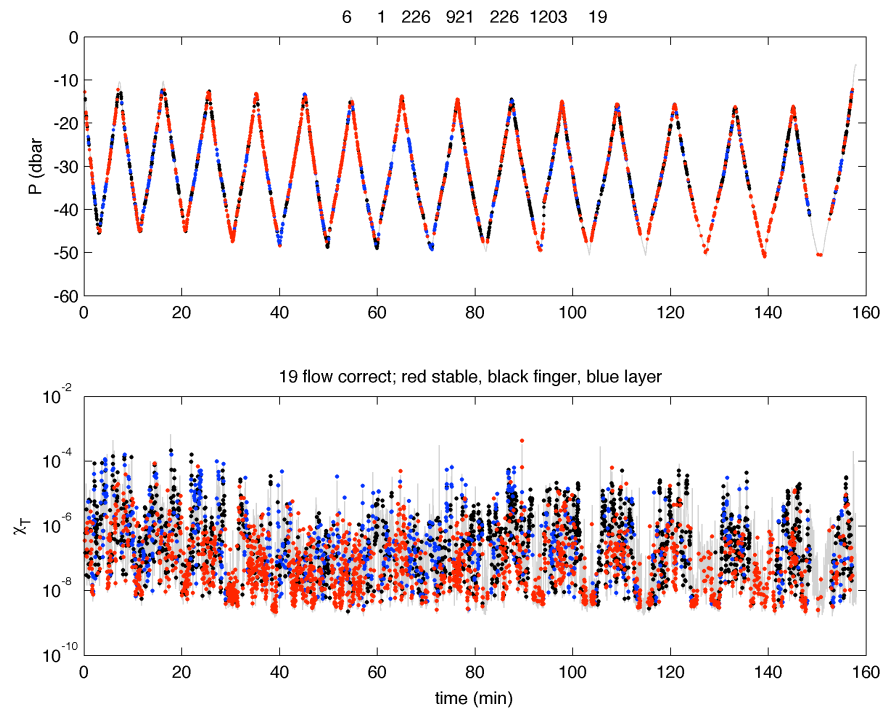 6 1 226 921 226 1203 19
0
-10
-20
-30
-40
-50
-60
P (dbar
0 20 40 60 80 100 120 140 160
19 flow correct; red stable, black finger, blue layer
10-2
10-4
10-6
10-8
10-10
χT
0 20 40 60 80 100 120 140 160
time (min)